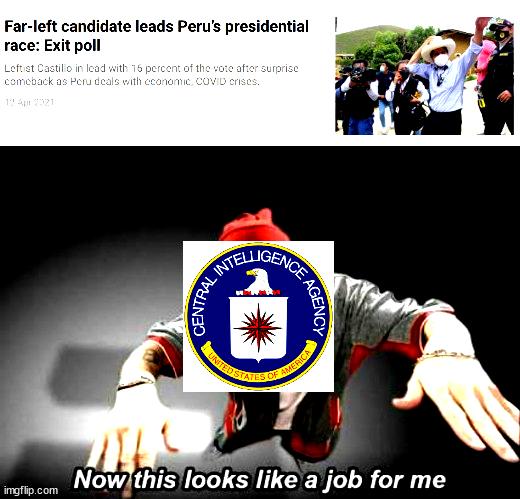 Far-left candidate leads Peru's presidential
race: Exit poll
Leftist Castillo in lead with 16 percent of the vote after surprise
comeback as Peru deals with economic, COVID crises.
12 Apr 2021
CENTRAL INTELLIGENCE AGENCY
UNITED STATES OF AMERICA
Now this looks like a job for me
imgflip.com